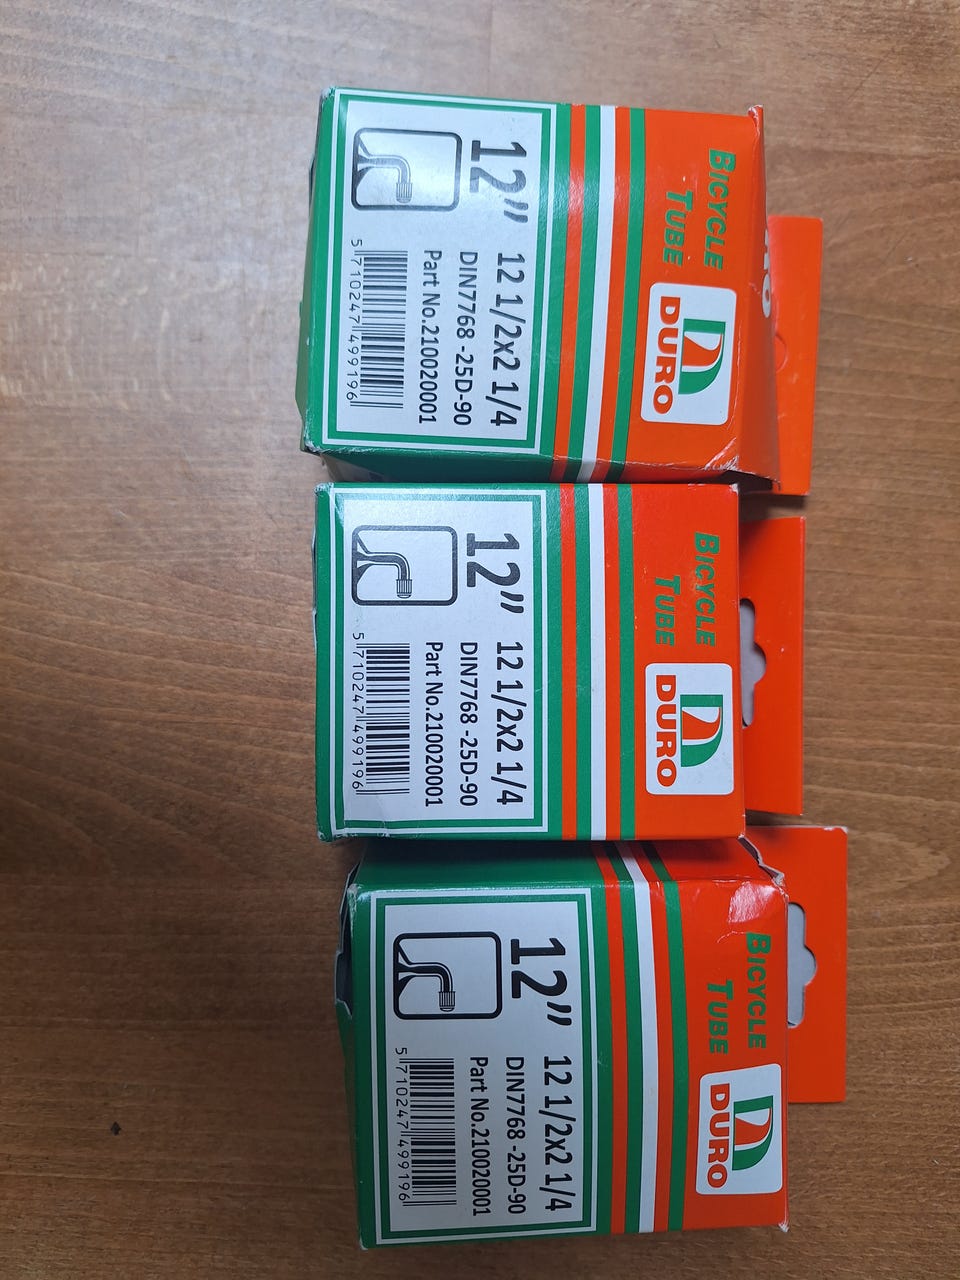 BICYCLE
TUBE
DURO
12" 12 1/2x2 1/4
DIN7768 -25D-90
Part No.210020001
5 710247 499196
BICYCLE
TUBE
DURO
12" 12 1/2x2 1/4
DIN7768 -25D-90
Part No.210020001
5 710247 499196
BICYCLE
TUBE
DURO
12" 12 1/2x2 1/4
DIN7768 -25D-90
Part No.210020001
5 710247 499196